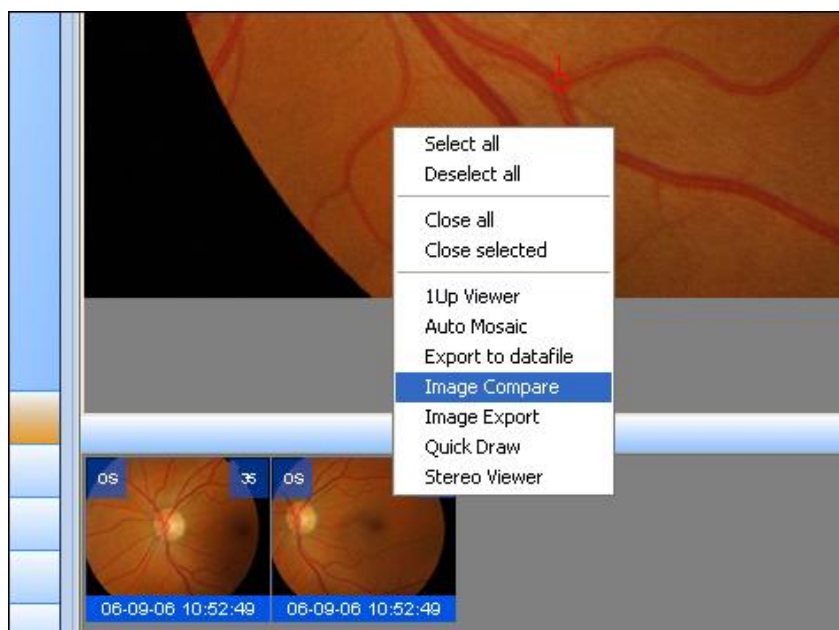 Select all
Deselect all
Close all
Close selected
1Up Viewer
Auto Mosaic
Export to datafile
Image Compare
Image Export
Quick Draw
Stereo Viewer
OS 35 OS
06-09-06 10:52:49 06-09-06 10:52:49